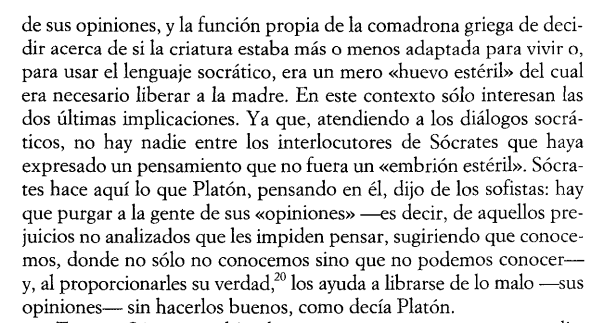 de sus opiniones, y la función propia de la comadrona griega de deci-
dir acerca de si la criatura estaba más o menos adaptada para vivir o,
para usar el lenguaje socrático, era un mero «huevo estéril» del cual
era necesario liberar a la madre. En este contexto sólo interesan las
dos últimas implicaciones. Ya que, atendiendo a los diálogos socrá-
ticos, no hay nadie entre los interlocutores de Sócrates que haya
expresado un pensamiento que no fuera un «embrión estéril». Sócra-
tes hace aquí lo que Platón, pensando en él, dijo de los sofistas: hay
que purgar a la gente de sus «opiniones» —es decir, de aquellos pre-
juicios no analizados que les impiden pensar, sugiriendo que conoce-
mos, donde no sólo no conocemos sino que no podemos conocer—
y, al proporcionarles su verdad,20 los ayuda a librarse de lo malo —sus
opiniones— sin hacerlos buenos, como decía Platón.